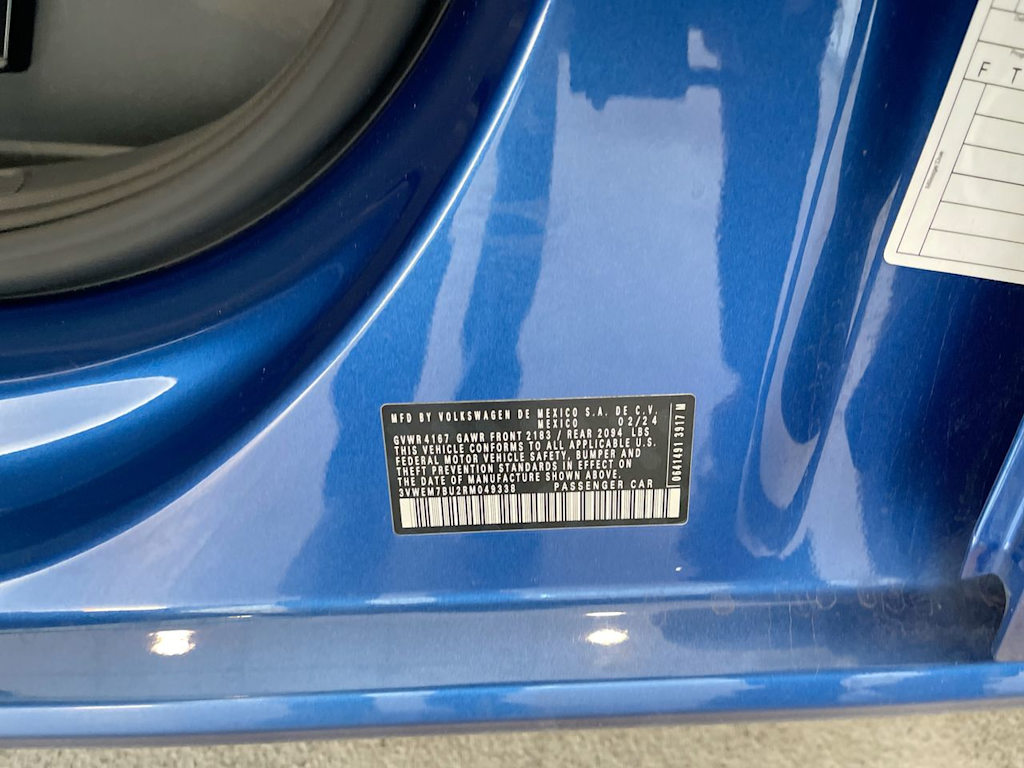 MFD BY VOLKSWAGEN DE MEXICO S.A. DE C.V.
MEXICO 02/24
GVWR 4167 GAWR FRONT 2183 / REAR 2094 LBS
THIS VEHICLE CONFORMS TO ALL APPLICABLE U.S.
FEDERAL MOTOR VEHICLE SAFETY, BUMPER AND
THEFT PREVENTION STANDARDS IN EFFECT ON
THE DATE OF MANUFACTURE SHOWN ABOVE.
3VWEM7BU2RM049338 PASSENGER CAR
0641491 3917 M
F T